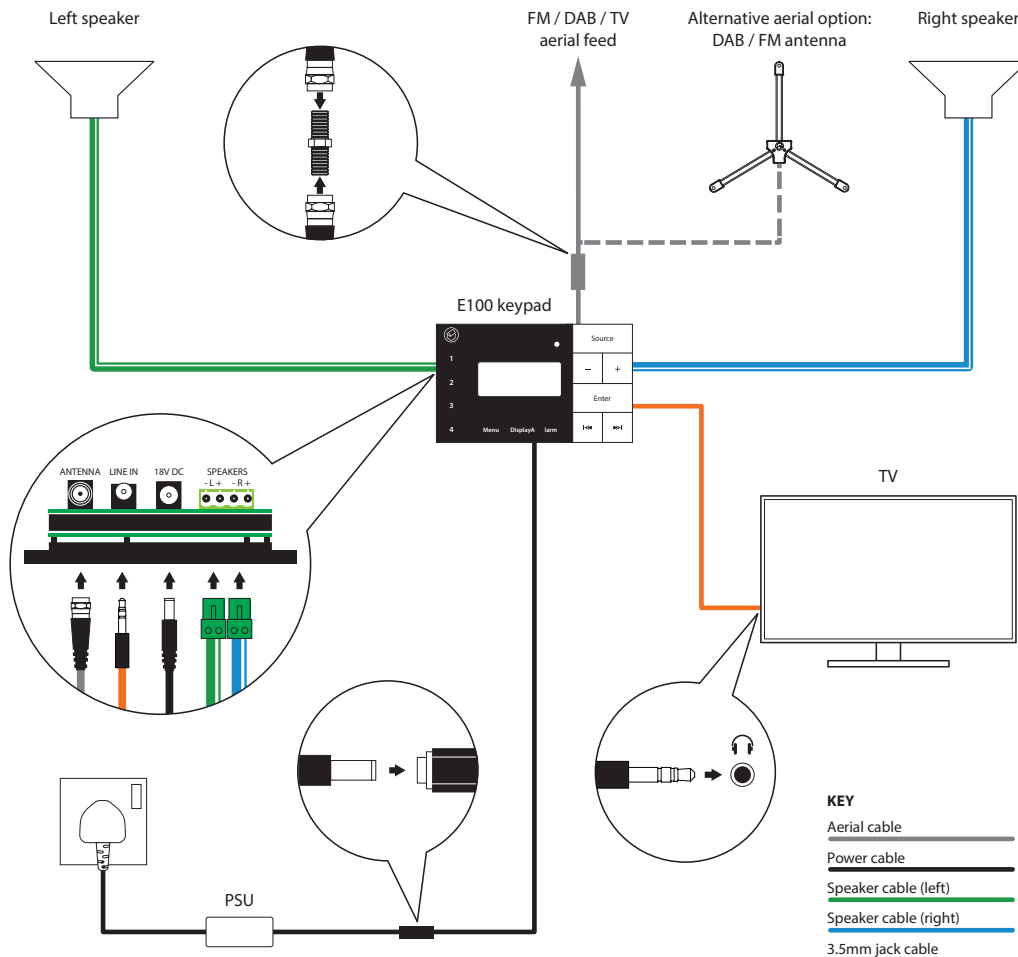 Left speaker
FM / DAB / TV
aerial feed
Alternative aerial option:
DAB / FM antenna
Right speaker
E100 keypad
Source
1
- +
2
Enter
3
4
Menu DisplayA larm
ANTENNA LINE IN 18V DC SPEAKERS
- L + - R +
TV
PSU
KEY
Aerial cable
Power cable
Speaker cable (left)
Speaker cable (right)
3.5mm jack cable